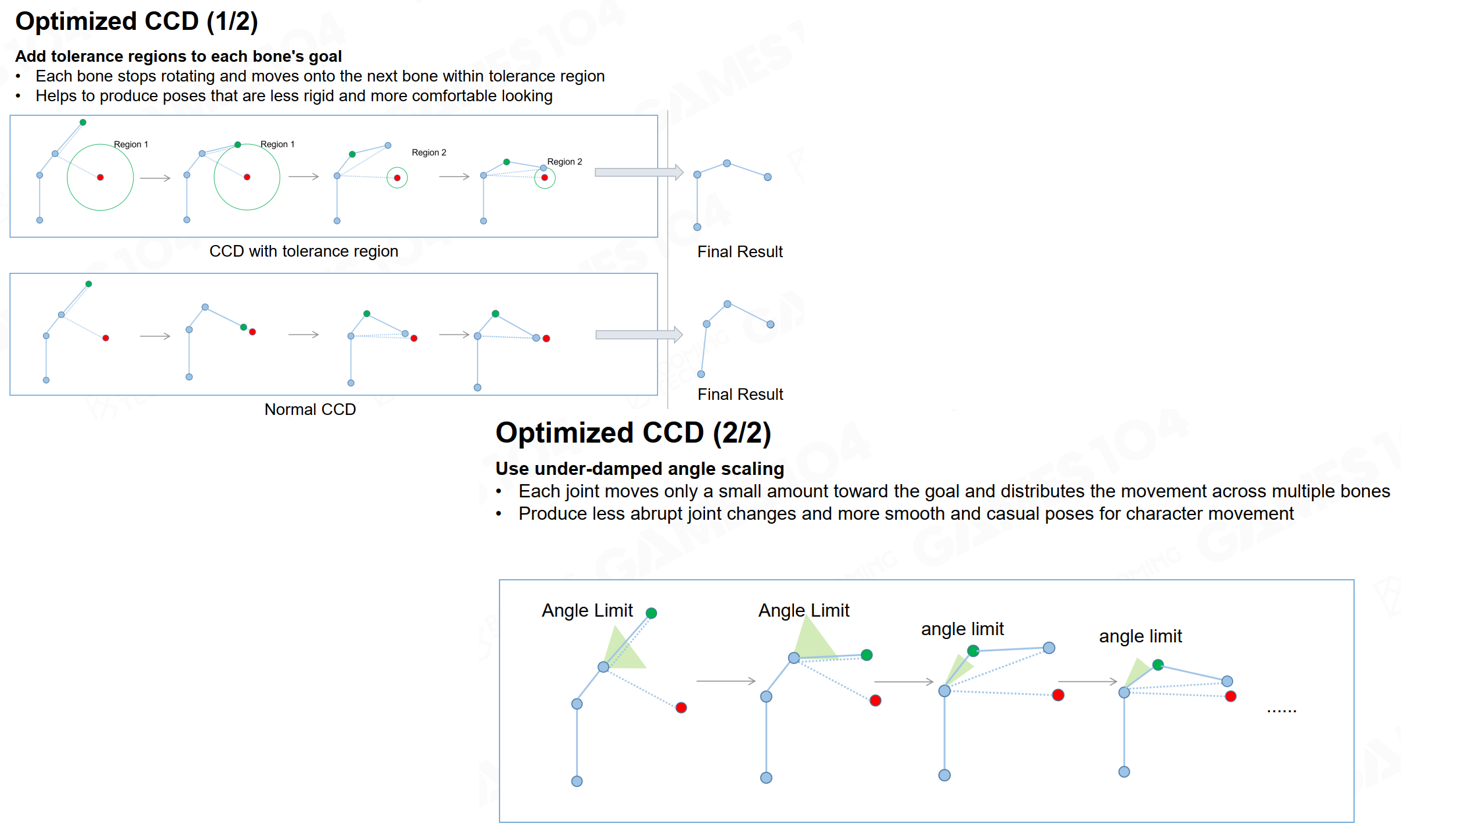 Optimized CCD (1/2)
Add tolerance regions to each bone's goal
• Each bone stops rotating and moves onto the next bone within tolerance region
• Helps to produce poses that are less rigid and more comfortable looking
Region 1
Region 1
Region 2
Region 2
CCD with tolerance region
Final Result
Normal CCD
Final Result
Optimized CCD (2/2)
Use under-damped angle scaling
• Each joint moves only a small amount toward the goal and distributes the movement across multiple bones
• Produce less abrupt joint changes and more smooth and casual poses for character movement
Angle Limit
Angle Limit
angle limit
angle limit
......
GAMES104